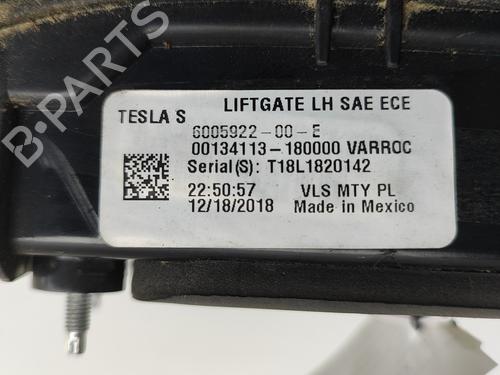 LIFTGATE LH SAE ECE
TESLA S
6005922-00-E
00134113-180000 VARROC
Serial(S): T18L1820142
22:50:57 VLS MTY PL
12/18/2018 Made in Mexico
B-PARTS